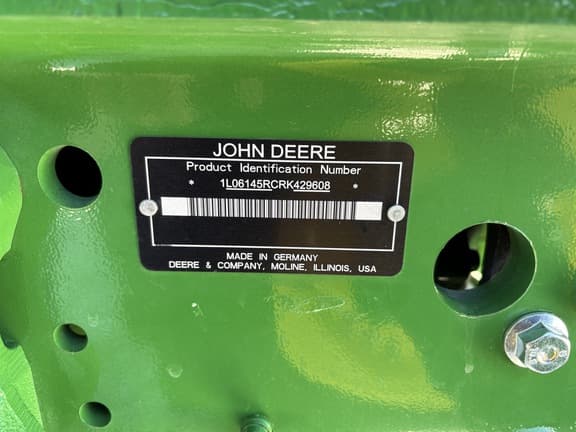 JOHN DEERE
Product Identification Number
* 1L06145RCRK429608 *
MADE IN GERMANY
DEERE & COMPANY, MOLINE, ILLINOIS, USA